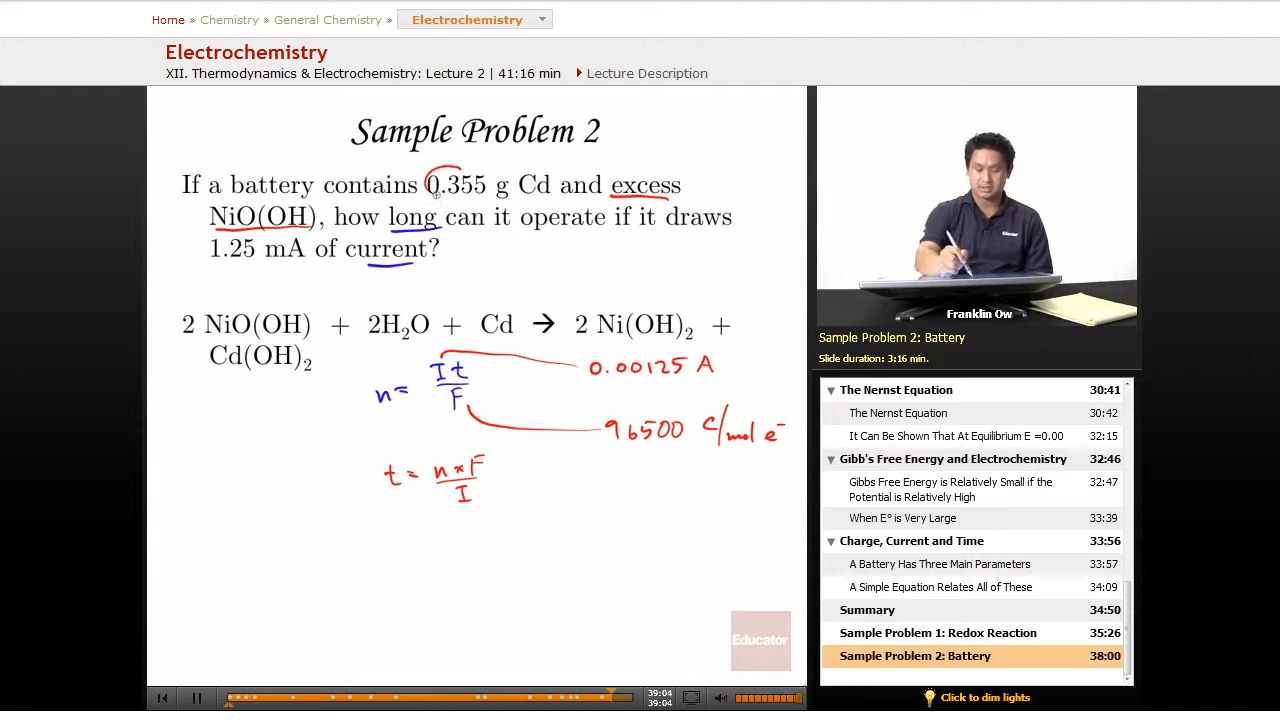 Home » Chemistry » General Chemistry » Electrochemistry
Electrochemistry
XII. Thermodynamics & Electrochemistry: Lecture 2 | 41:16 min Lecture Description
Sample Problem 2
If a battery contains 0.355 g Cd and excess
NiO(OH), how long can it operate if it draws
1.25 mA of current?
2 NiO(OH) + 2H₂O + Cd → 2 Ni(OH)₂ +
Cd(OH)₂
n = It/F
0.00125 A
96500 C/mol e⁻
t = n × F/I
Educator
Educator
Franklin Ow
Sample Problem 2: Battery
Slide duration: 3:16 min.
The Nernst Equation 30:41
The Nernst Equation 30:42
It Can Be Shown That At Equilibrium E =0.00 32:15
Gibb's Free Energy and Electrochemistry 32:46
Gibbs Free Energy is Relatively Small if the 32:47
Potential is Relatively High
When E° is Very Large 33:39
Charge, Current and Time 33:56
A Battery Has Three Main Parameters 33:57
A Simple Equation Relates All of These 34:09
Summary 34:50
Sample Problem 1: Redox Reaction 35:26
Sample Problem 2: Battery 38:00
39:04
39:04
Click to dim lights